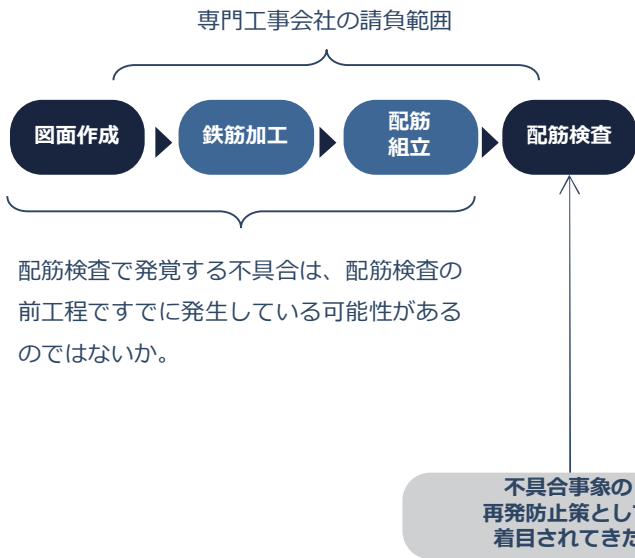 専門工事会社の請負範囲
図面作成
鉄筋加工
配筋
組立
配筋検査
配筋検査で発覚する不具合は、配筋検査の
前工程ですでに発生している可能性がある
のではないか。
不具合事象の
再発防止策として
着目されてきた